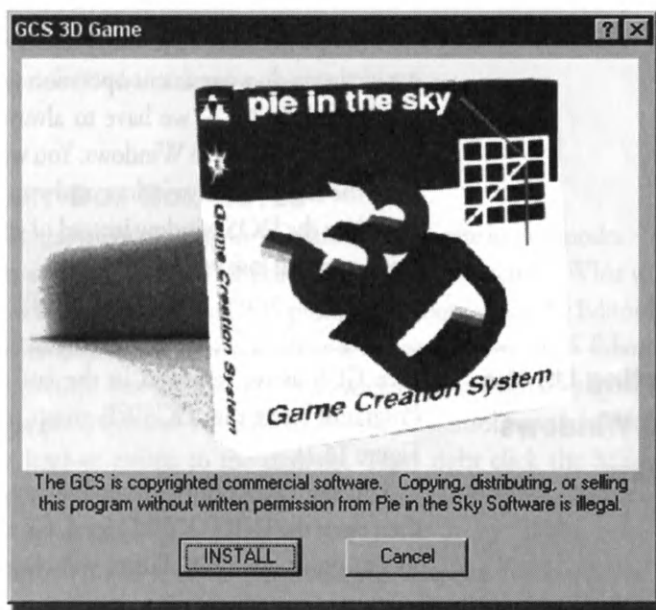 GCS 3D Game
pie in the sky
Game Creation System
Game Creation System
The GCS is copyrighted commercial software. Copying, distributing, or selling
this program without written permission from Pie in the Sky Software is illegal.
INSTALL
Cancel